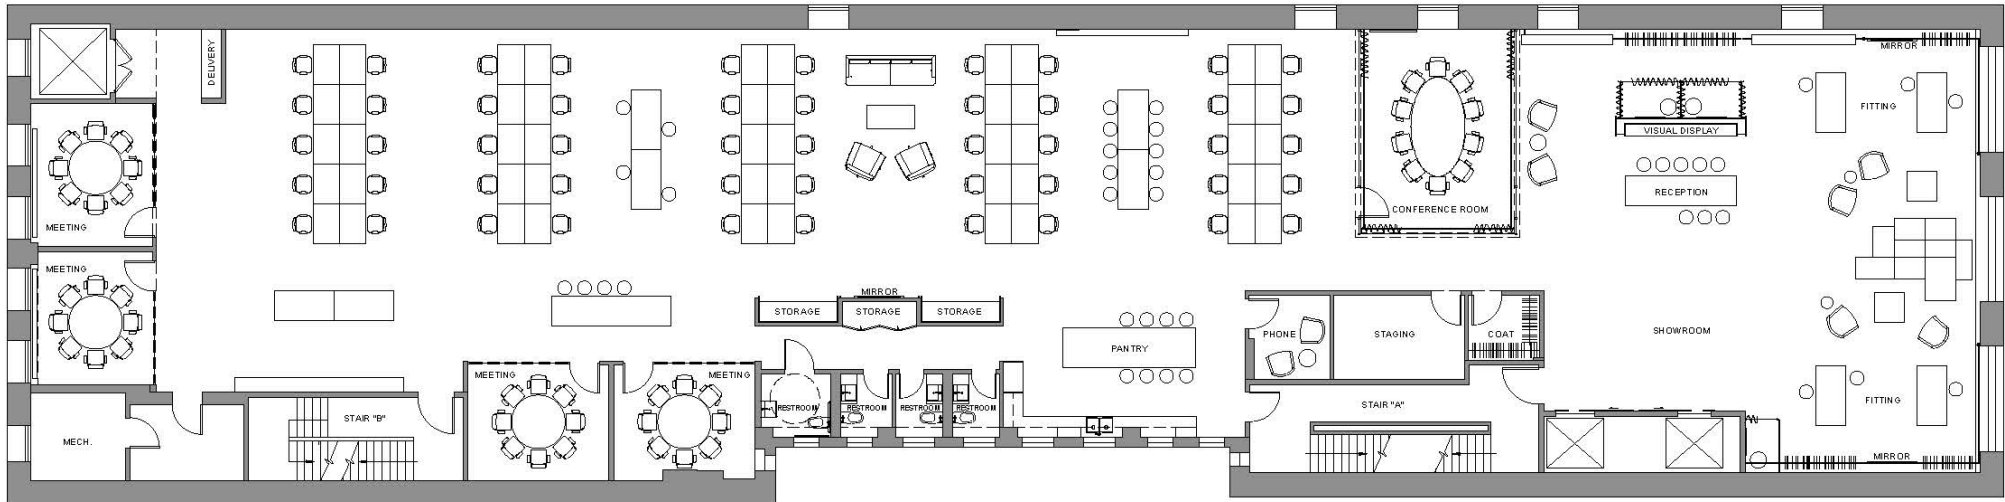 DELIVERY
MIRROR
FITTING
VISUAL DISPLAY
RECEPTION
CONFERENCE ROOM
MEETING
MEETING
MIRROR
STORAGE
STORAGE
STORAGE
SHOWROOM
PHONE
STAGING
COAT
PANTRY
MEETING
MEETING
FITTING
RESTROOM
RESTROOM
RESTROOM
RESTROOM
STAIR "A"
STAIR "B"
MECH.
MIRROR